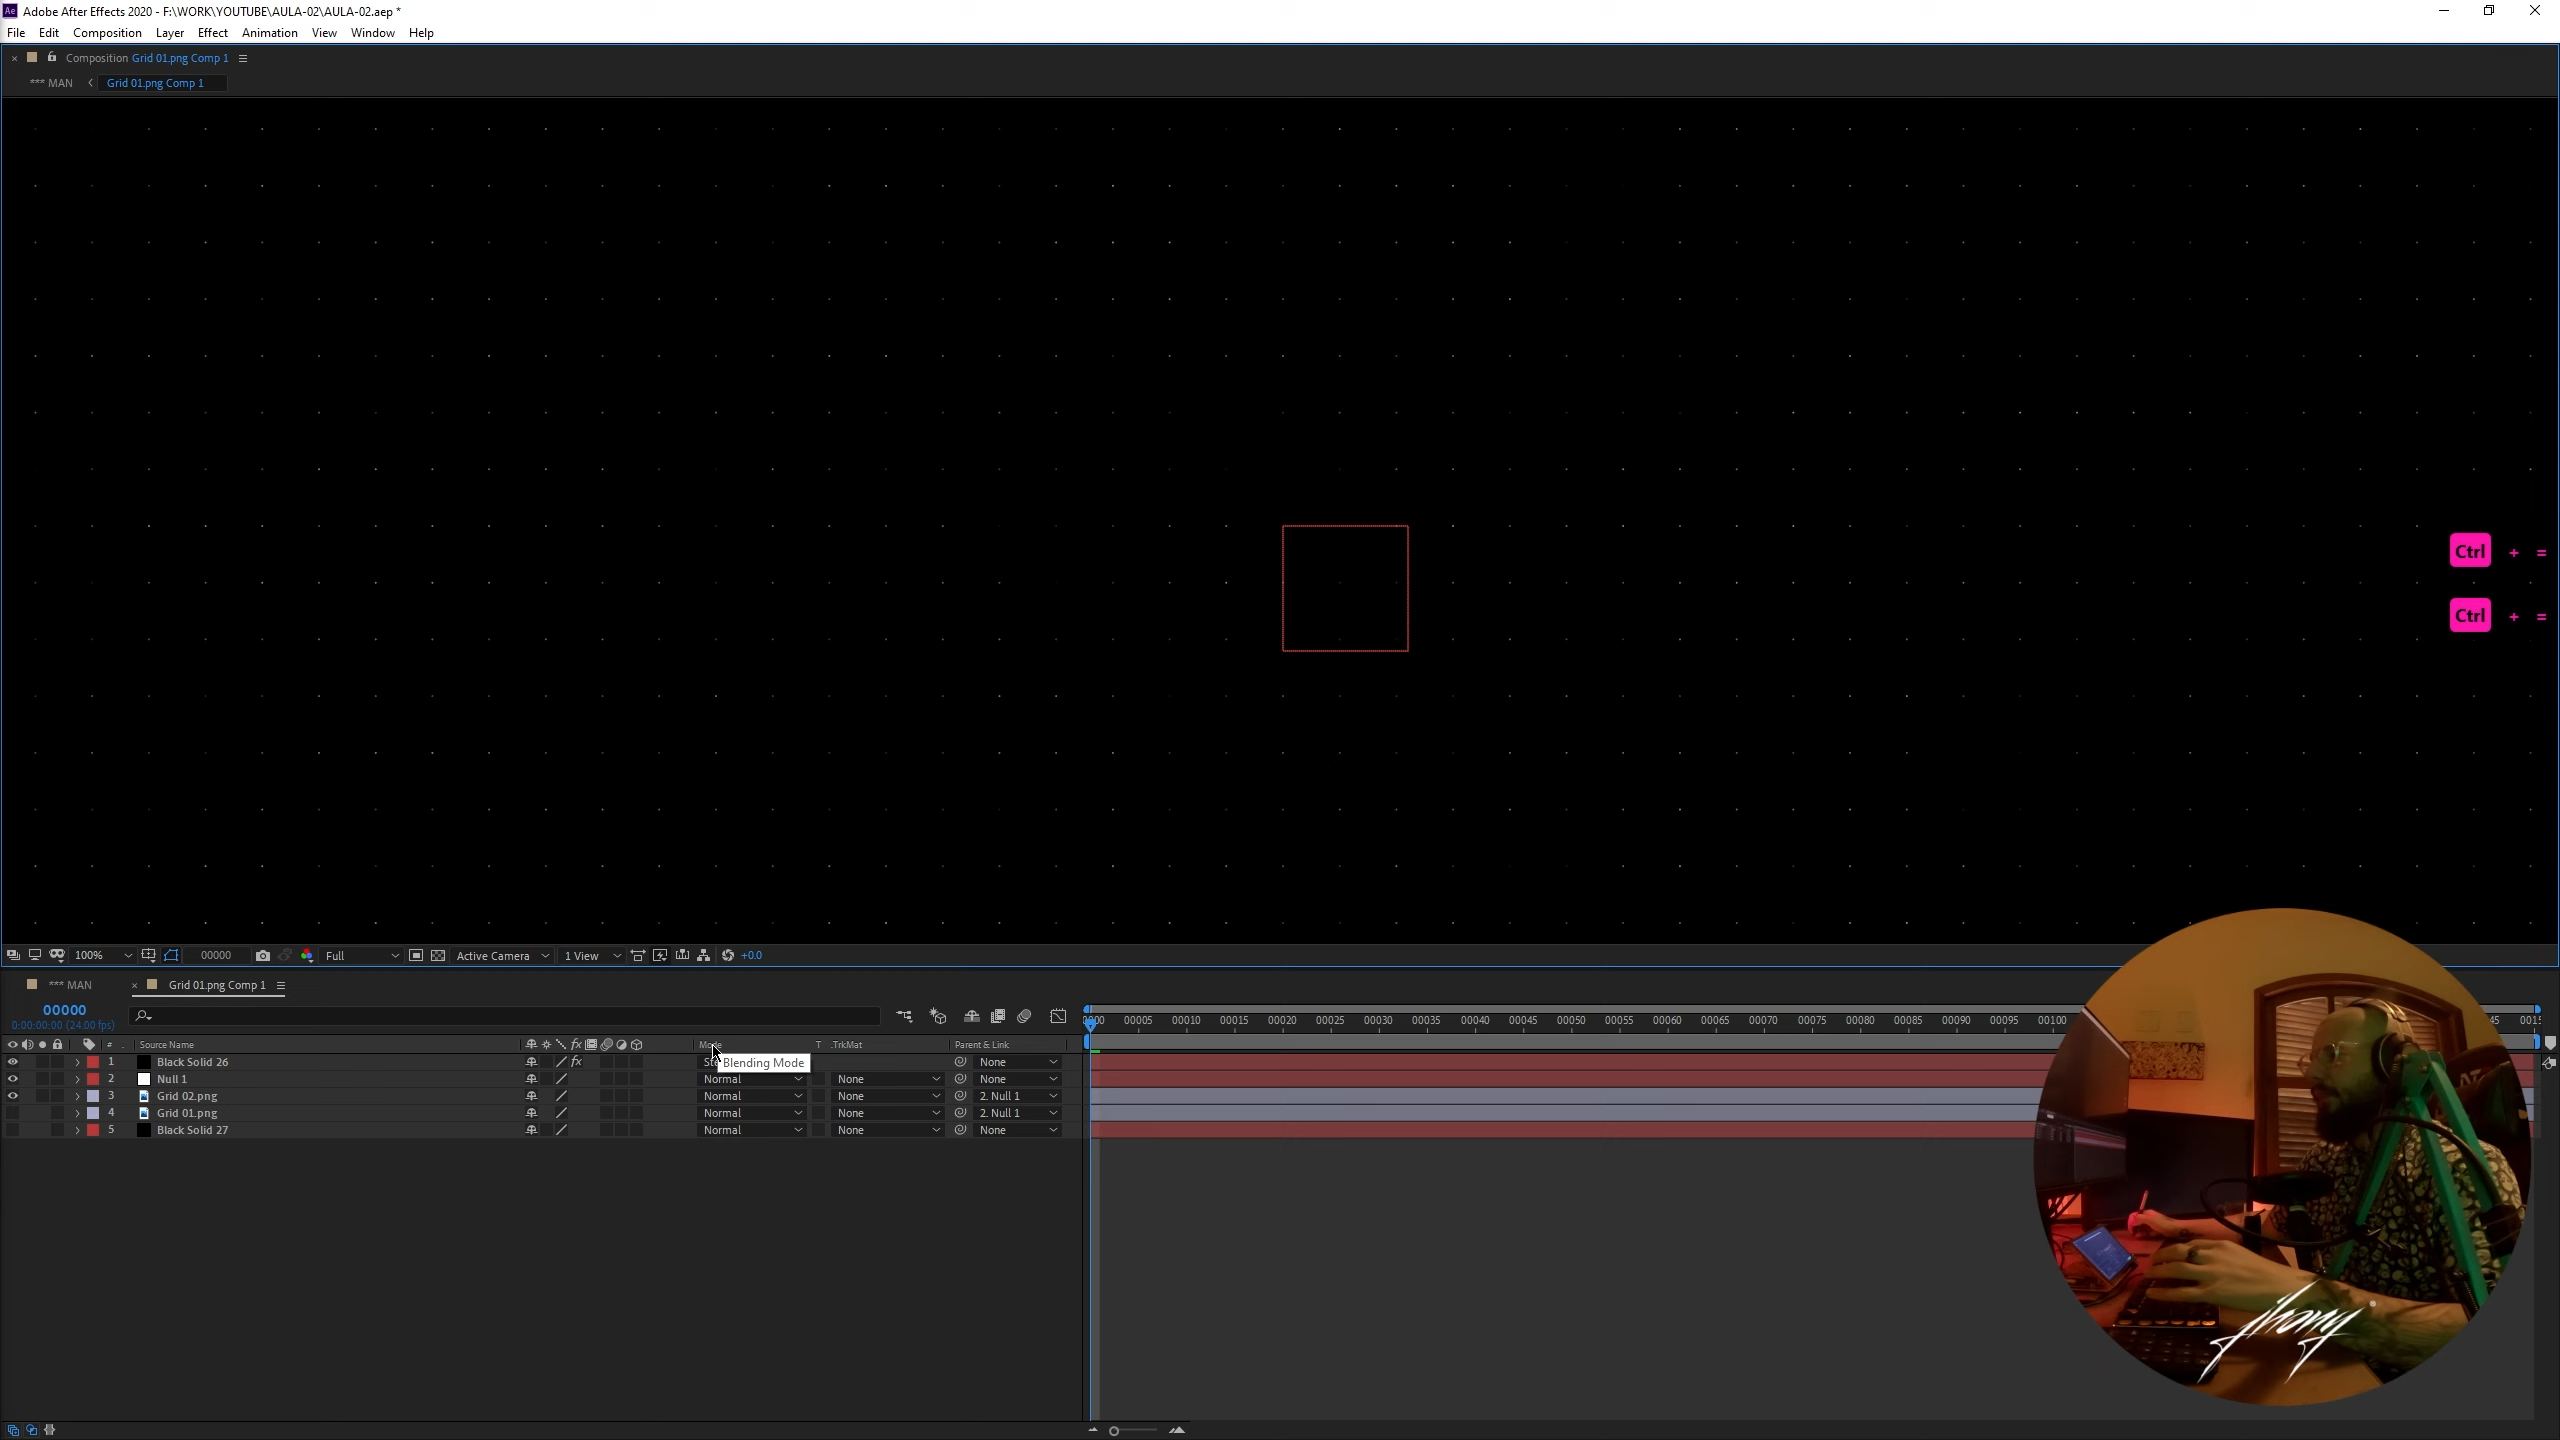 Adobe After Effects 2020 - F:\WORK\YOUTUBE\AULA-02\AULA-02.aep *
File Edit Composition Layer Effect Animation View Window Help
Composition Grid 01.png Comp 1
*** MAN Grid 01.png Comp 1
Ctrl + =
Ctrl + =
100% 00000 Full Active Camera 1 View +0.0
*** MAN Grid 01.png Comp 1
00000
0:00:00:00 (24.00 fps)
00005 00010 00015 00020 00025 00030 00035 00040 00045 00050 00055 00060 00065 00070 00075 00080 00085 00090 00095 00100
# Source Name Mode T .TrkMat Parent & Link
1 Black Solid 26 None
Blending Mode
2 Null 1 Normal None None
3 Grid 02.png Normal None 2. Null 1
4 Grid 01.png Normal None 2. Null 1
5 Black Solid 27 Normal None None
jhony